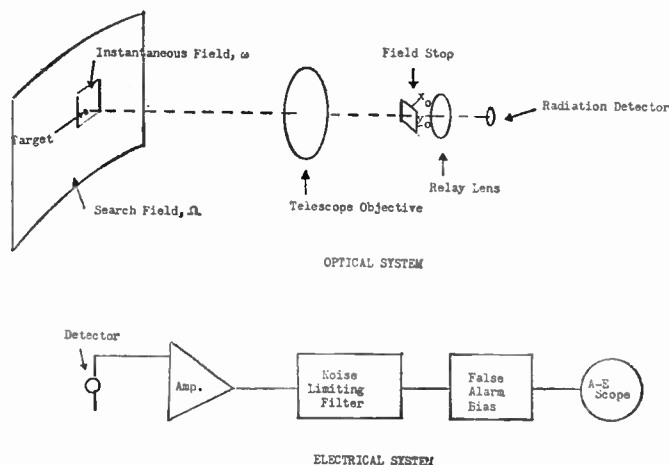 Instantaneous Field, ω
Field Stop
x₀
y₀
Radiation Detector
Target
Relay Lens
Search Field, Ω
Telescope Objective
OPTICAL SYSTEM
Detector
Amp.
Noise
Limiting
Filter
False
Alarm
Bias
A-E
Scope
ELECTRICAL SYSTEM